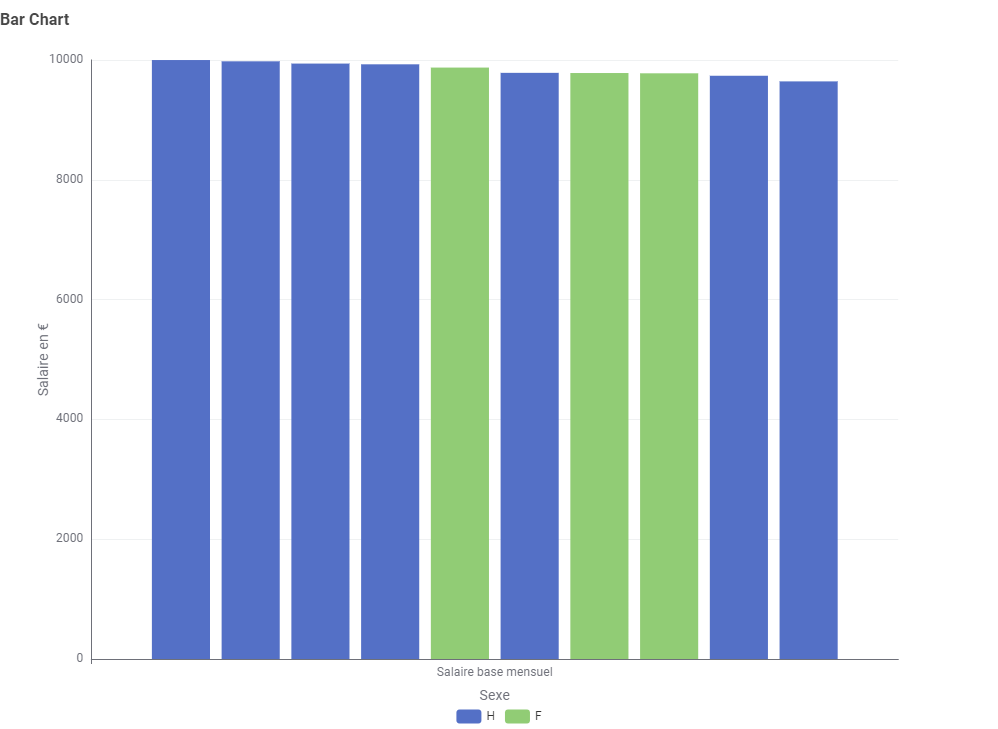 Bar Chart
10000
8000
6000
4000
2000
0
Salaire en €
Salaire base mensuel
Sexe
H F